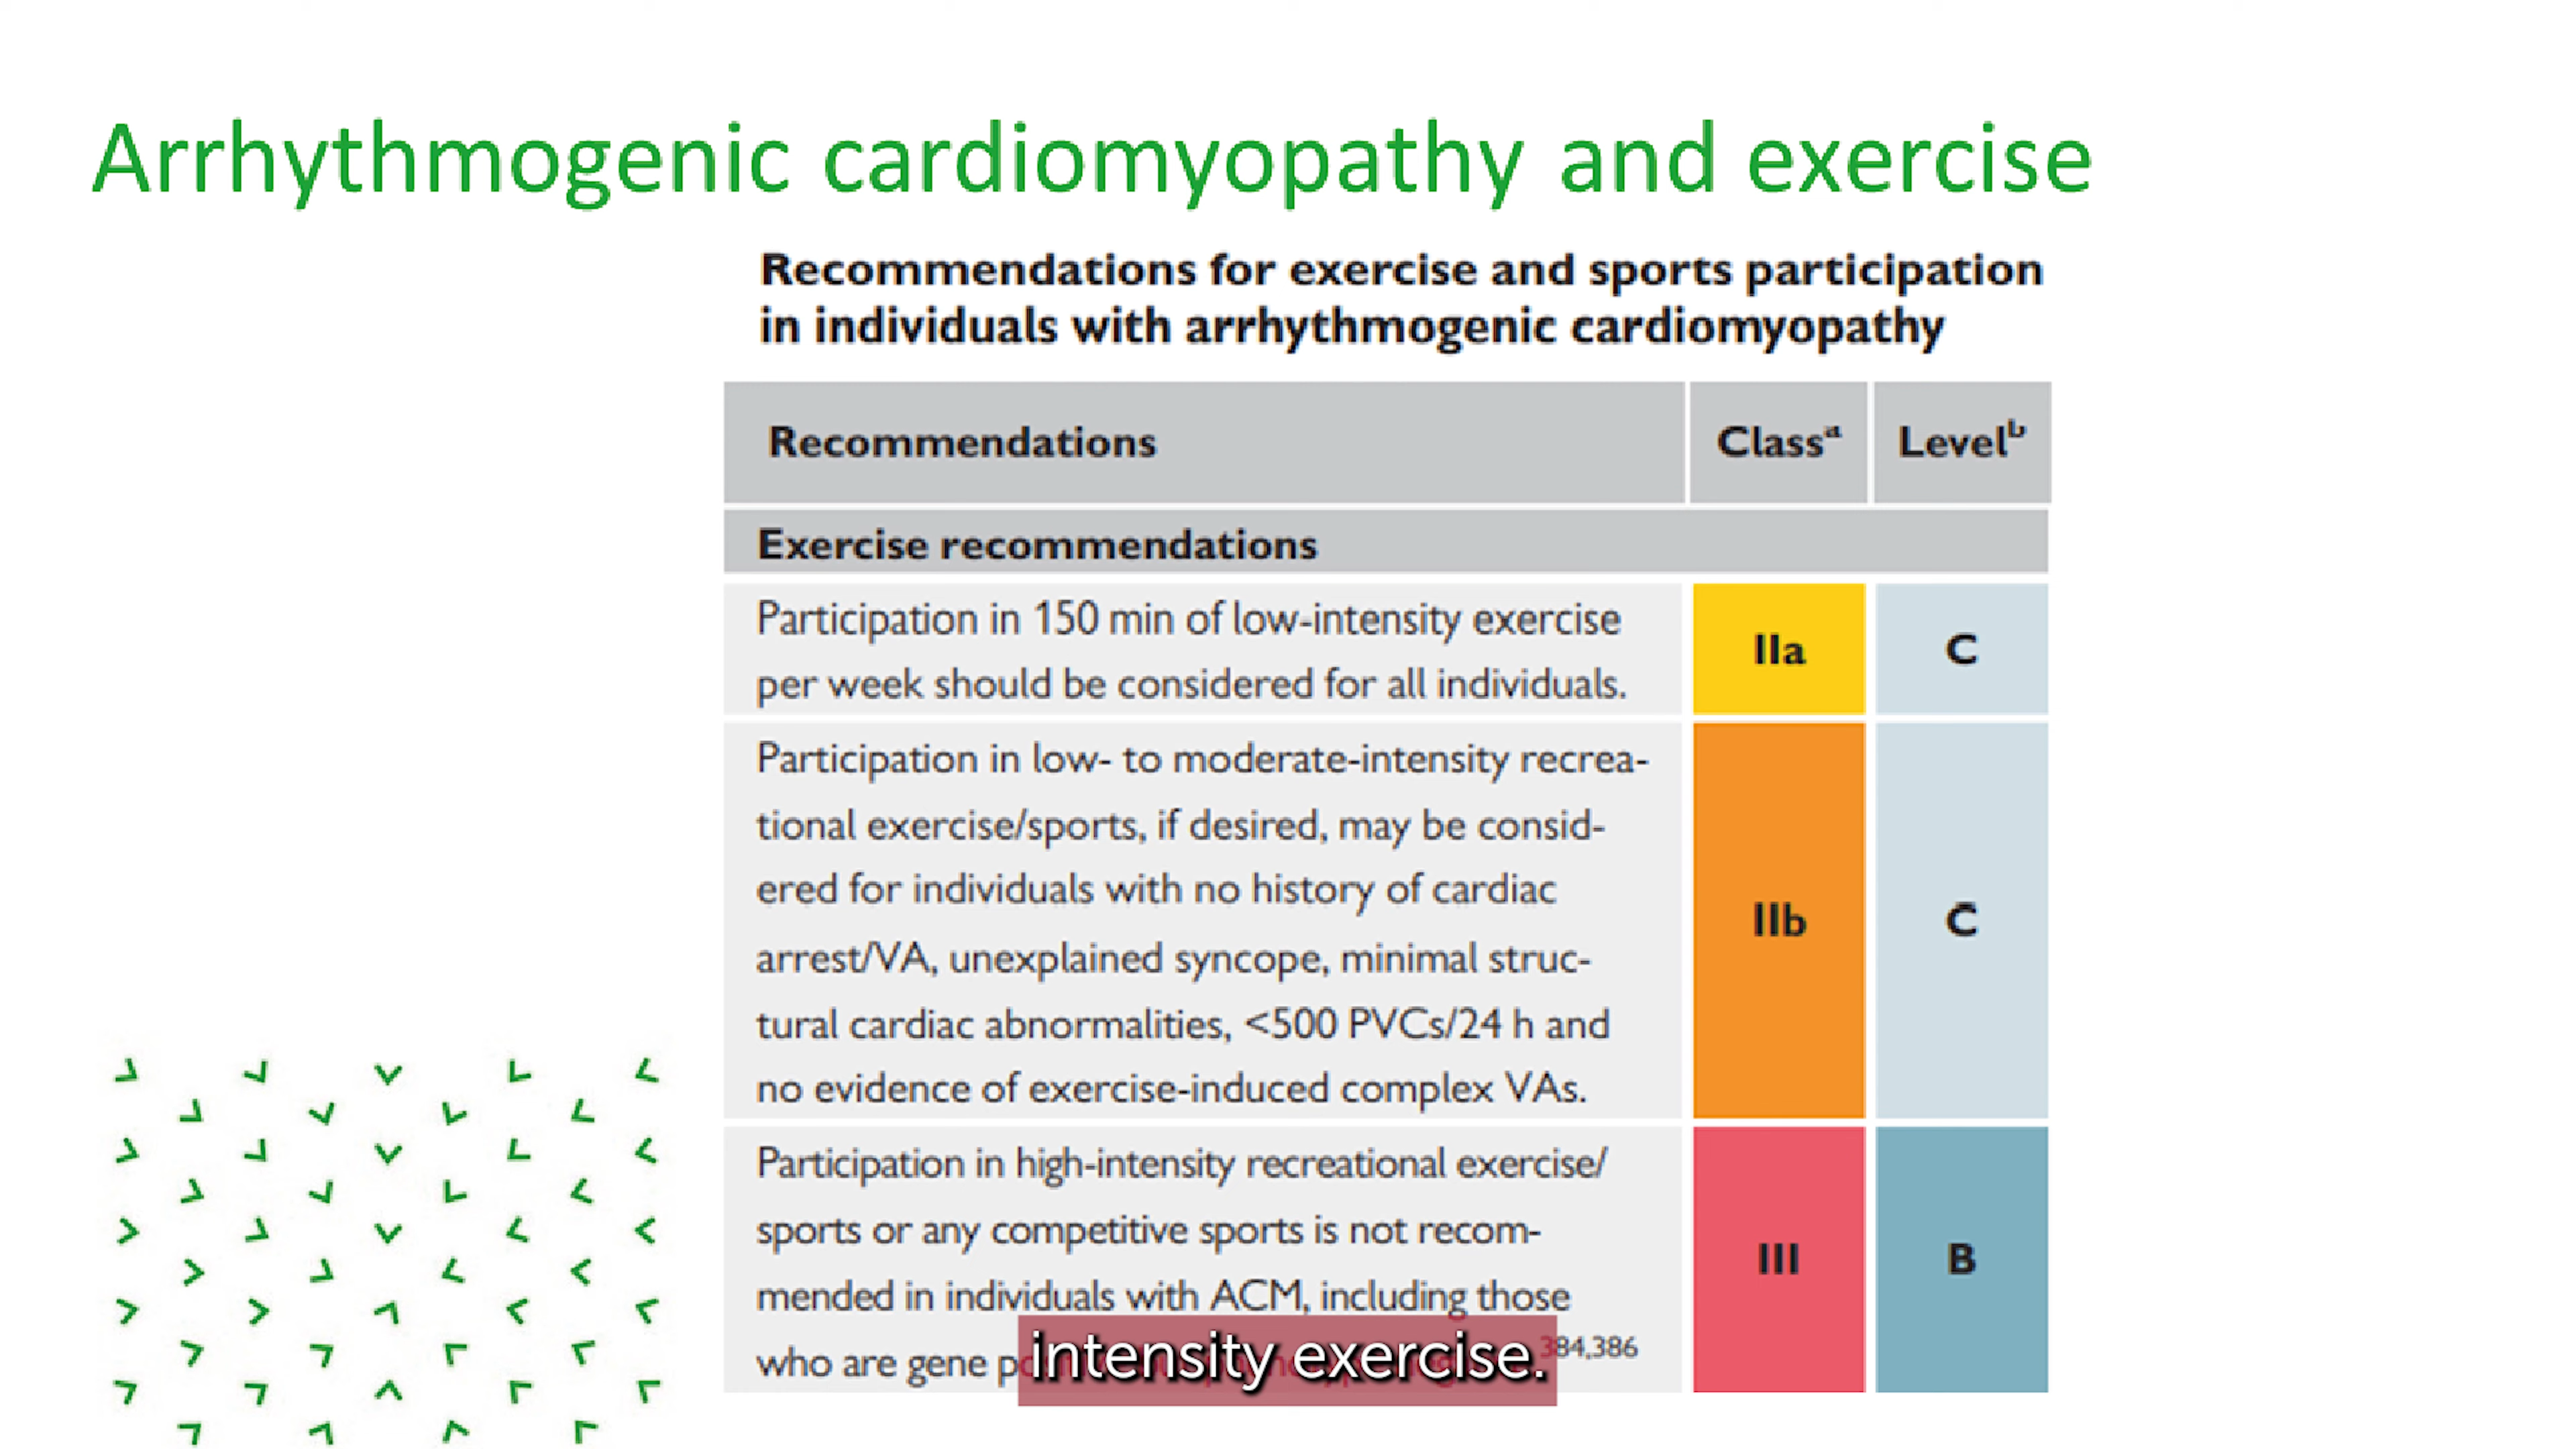 Arrhythmogenic cardiomyopathy and exercise
Recommendations for exercise and sports participation
in individuals with arrhythmogenic cardiomyopathy
Recommendations Classᵃ Levelᵇ
Exercise recommendations
Participation in 150 min of low-intensity exercise
per week should be considered for all individuals.
IIa C
Participation in low- to moderate-intensity recrea-
tional exercise/sports, if desired, may be consid-
ered for individuals with no history of cardiac
arrest/VA, unexplained syncope, minimal struc-
tural cardiac abnormalities, <500 PVCs/24 h and
no evidence of exercise-induced complex VAs.
IIb C
Participation in high-intensity recreational exercise/
sports or any competitive sports is not recom-
mended in individuals with ACM, including those
who are gene 384,386
III B
intensity exercise.